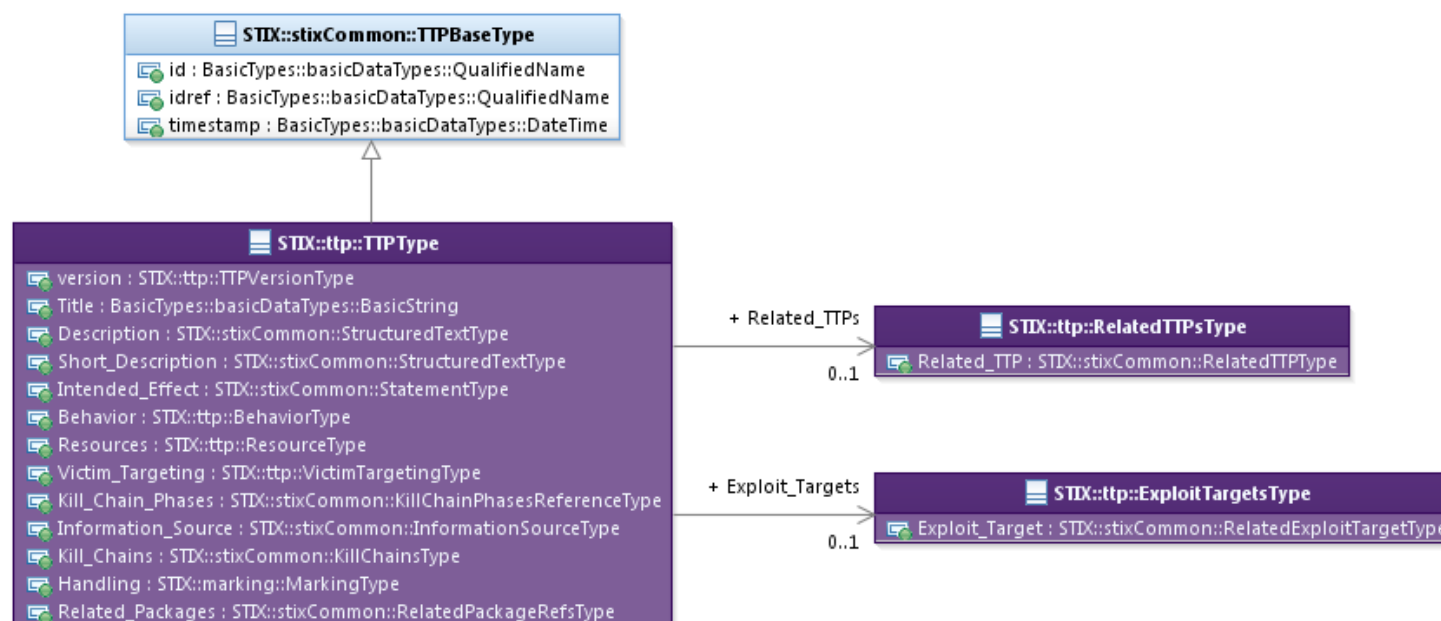 STIX::stixCommon::TTPBaseType
id : BasicTypes::basicDataTypes::QualifiedName
idref : BasicTypes::basicDataTypes::QualifiedName
timestamp : BasicTypes::basicDataTypes::DateTime
STIX::ttp::TTPType
version : STIX::ttp::TTPVersionType
Title : BasicTypes::basicDataTypes::BasicString
Description : STIX::stixCommon::StructuredTextType
Short_Description : STIX::stixCommon::StructuredTextType
Intended_Effect : STIX::stixCommon::StatementType
Behavior : STIX::ttp::BehaviorType
Resources : STIX::ttp::ResourceType
Victim_Targeting : STIX::ttp::VictimTargetingType
Kill_Chain_Phases : STIX::stixCommon::KillChainPhasesReferenceType
Information_Source : STIX::stixCommon::InformationSourceType
Kill_Chains : STIX::stixCommon::KillChainsType
Handling : STIX::marking::MarkingType
Related_Packages : STIX::stixCommon::RelatedPackageRefsType
+ Related_TTPs
0..1
STIX::ttp::RelatedTTPsType
Related_TTP : STIX::stixCommon::RelatedTTPType
+ Exploit_Targets
0..1
STIX::ttp::ExploitTargetsType
Exploit_Target : STIX::stixCommon::RelatedExploitTargetType